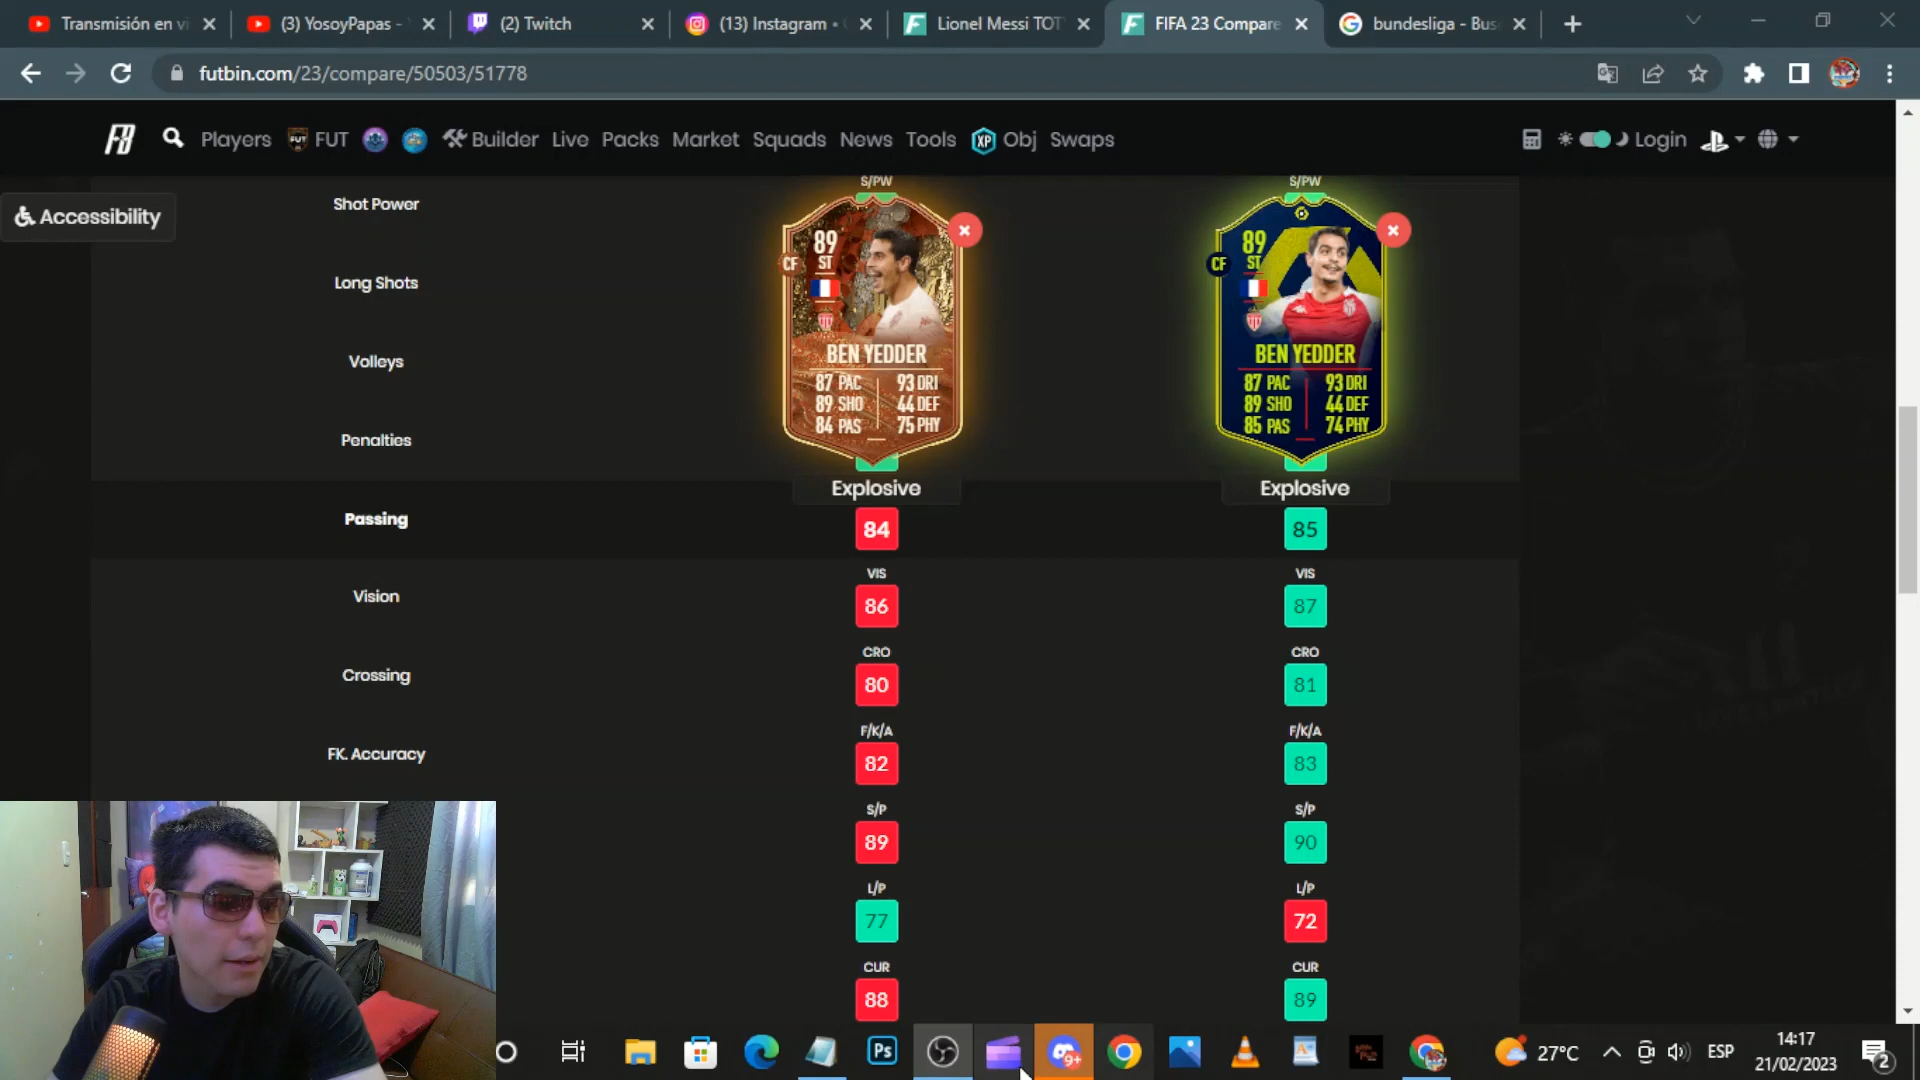 Transmisión en vi
(3) YosoyPapas -
(2) Twitch
(13) Instagram •
Lionel Messi TOT
FIFA 23 Compare
bundesliga - Bus
futbin.com/23/compare/50503/51778
Players
FUT
FUT
Builder
Live
Packs
Market
Squads
News
Tools
XP
Obj
Swaps
Login
Accessibility
Shot Power
Long Shots
Volleys
Penalties
Passing
Vision
Crossing
FK. Accuracy
S/PW
89
CF ST
BEN YEDDER
87 PAC 93 DRI
89 SHO 44 DEF
84 PAS 75 PHY
Explosive
84
VIS
86
CRO
80
F/K/A
82
S/P
89
L/P
77
CUR
88
S/PW
89
CF ST
BEN YEDDER
87 PAC 93 DRI
89 SHO 44 DEF
85 PAS 74 PHY
Explosive
85
VIS
87
CRO
81
F/K/A
83
S/P
90
L/P
72
CUR
89
Ps
9+
27°C
ESP
14:17
21/02/2023
2